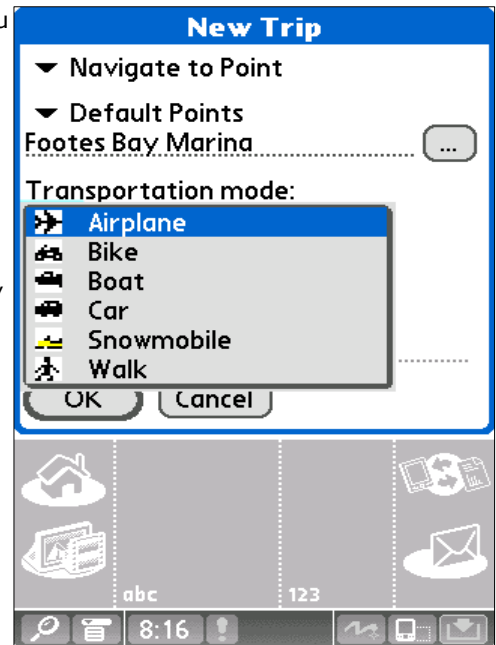 u
New Trip
Navigate to Point
Default Points
Footes Bay Marina ...
Transportation mode:
Airplane
Bike
Boat
Car
Snowmobile
Walk
OK Cancel
abc 123
8:16